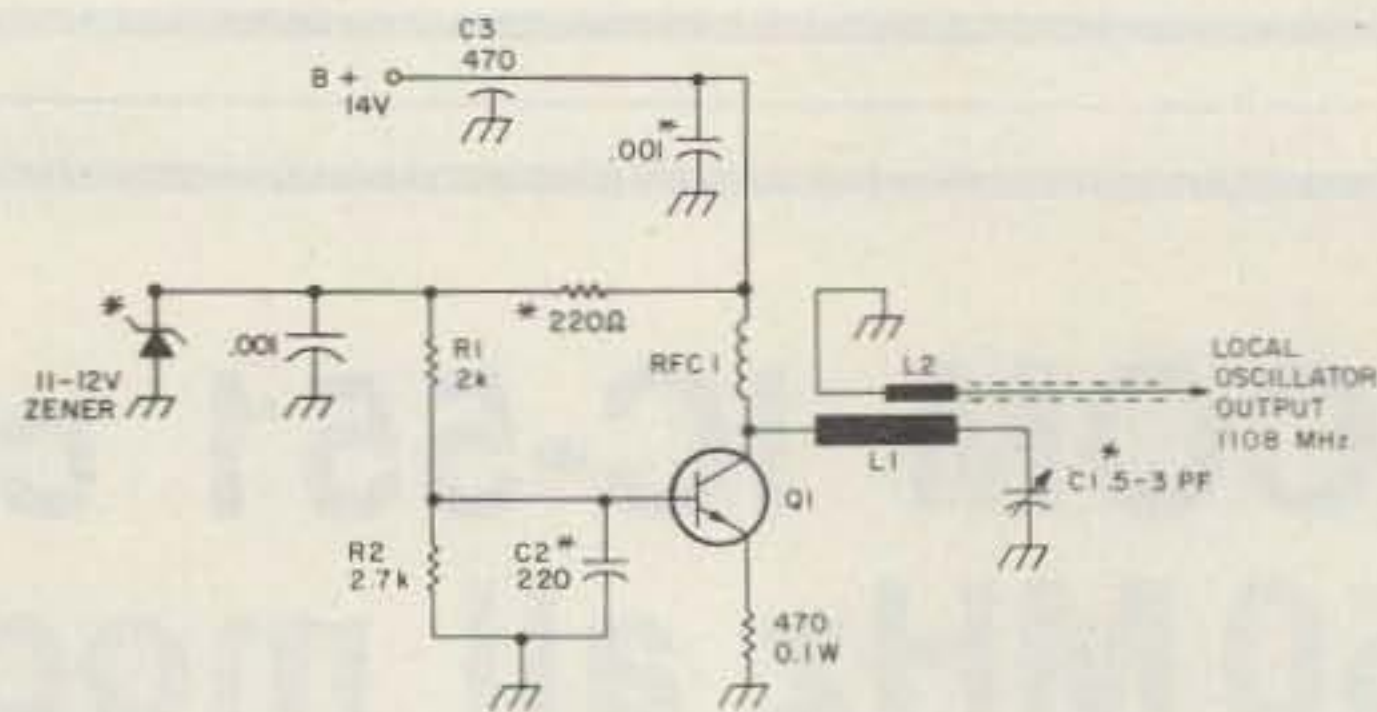 C3
470
B +
14V
*
.001
*
11-12V
ZENER
.001
R1
2k
* 220Ω
RFC 1
L2
L1
LOCAL
OSCILLATOR
OUTPUT
1108 MHz
*
C1 .5-3 PF
Q1
R2
2.7k
C2 *
220
470
0.1W